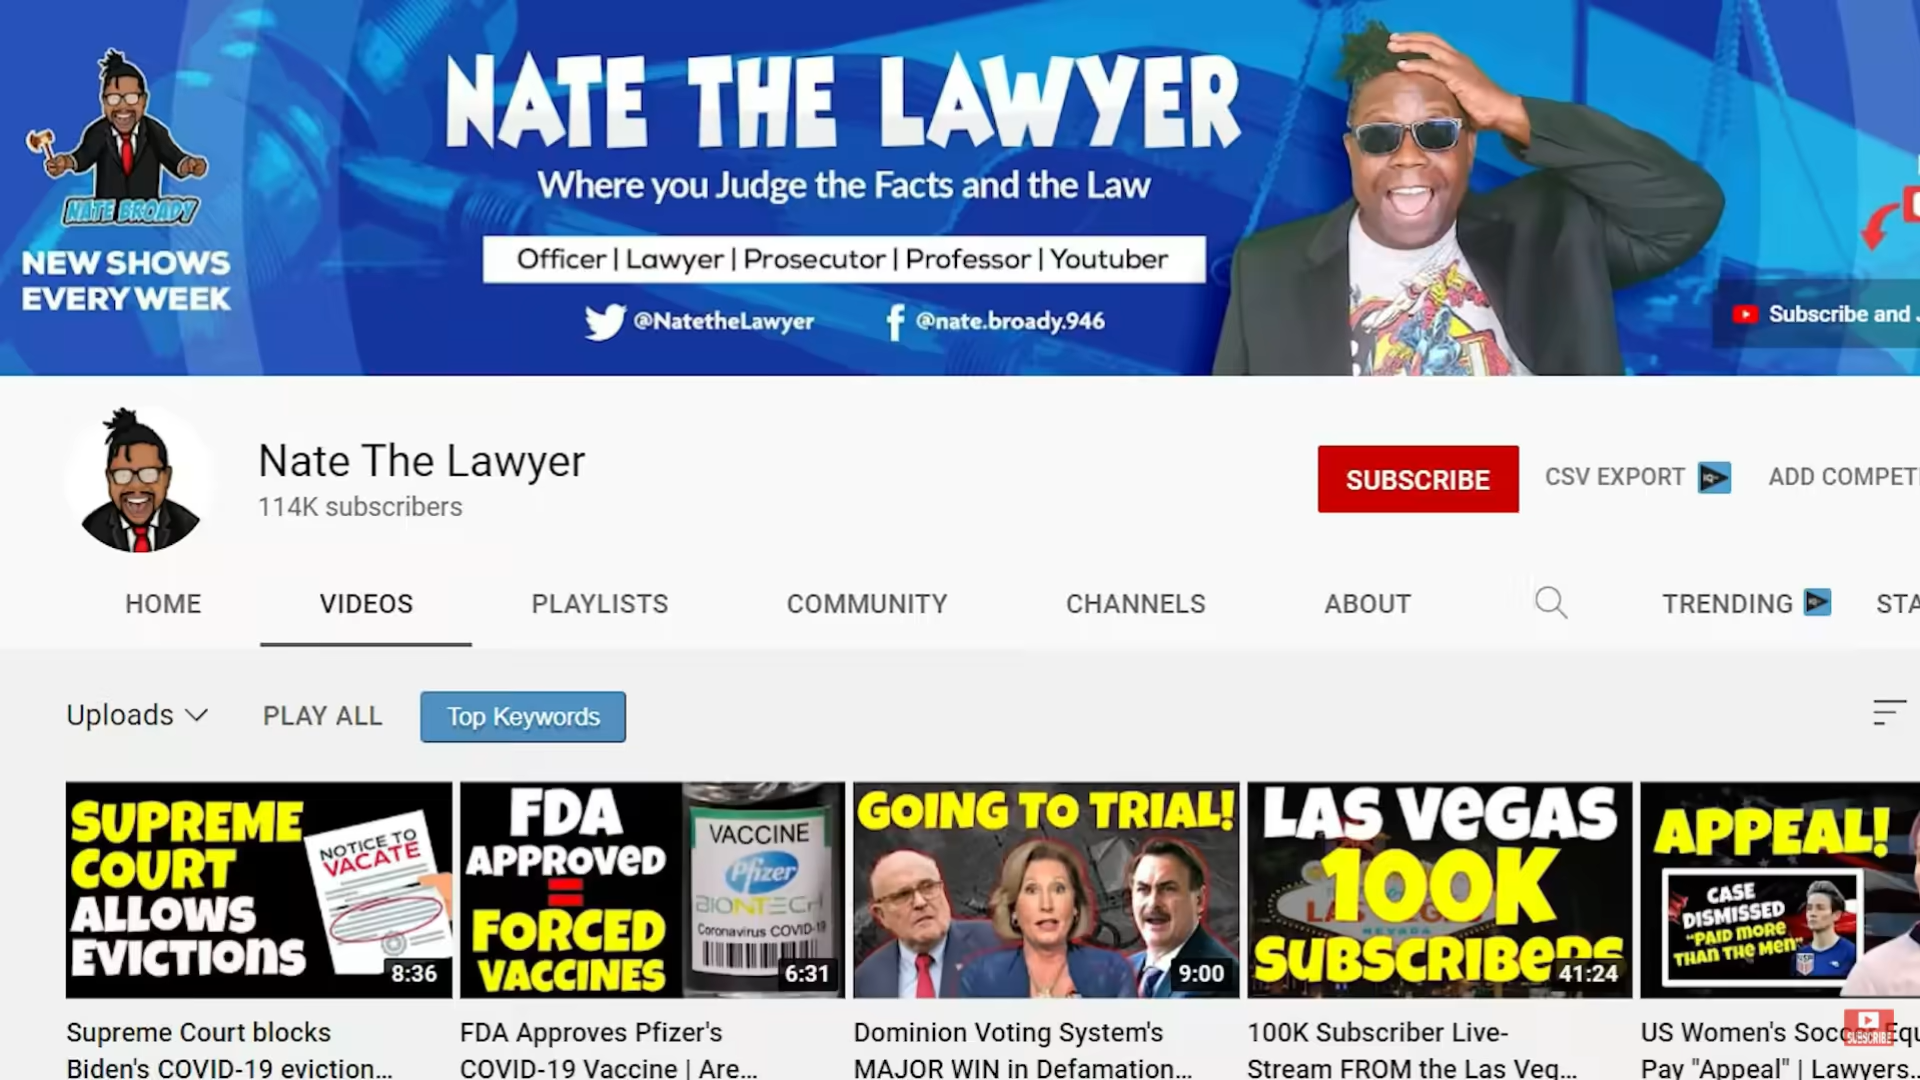 NATE THE LAWYER
Where you Judge the Facts and the Law
Officer | Lawyer | Prosecutor | Professor | Youtuber
@NatetheLawyer
@nate.broady.946
NATE BROADY
NEW SHOWS
EVERY WEEK
Subscribe and
Nate The Lawyer
114K subscribers
SUBSCRIBE
CSV EXPORT
ADD COMPETI
HOME
VIDEOS
PLAYLISTS
COMMUNITY
CHANNELS
ABOUT
TRENDING
STA
Uploads
PLAY ALL
Top Keywords
SUPREME
COURT
ALLOWS
EVICTIONS
NOTICE TO
VACATE
8:36
Supreme Court blocks
Biden's COVID-19 eviction...
FDA
APPROVED
=
FORCED
VACCINES
VACCINE
Pfizer
BIONTECH
Coronavirus COVID-19
6:31
FDA Approves Pfizer's
COVID-19 Vaccine | Are...
GOING TO TRIAL!
9:00
Dominion Voting System's
MAJOR WIN in Defamation...
LAS VEGAS
100K
SUBSCRIBERS
NEVADA
41:24
100K Subscriber Live-
Stream FROM the Las Veg...
APPEAL!
CASE
DISMISSED
"PAID MORE
THAN THE MEN"
US Women's Soccer Equ
Pay "Appeal" | Lawyers...
SUBSCRIBE